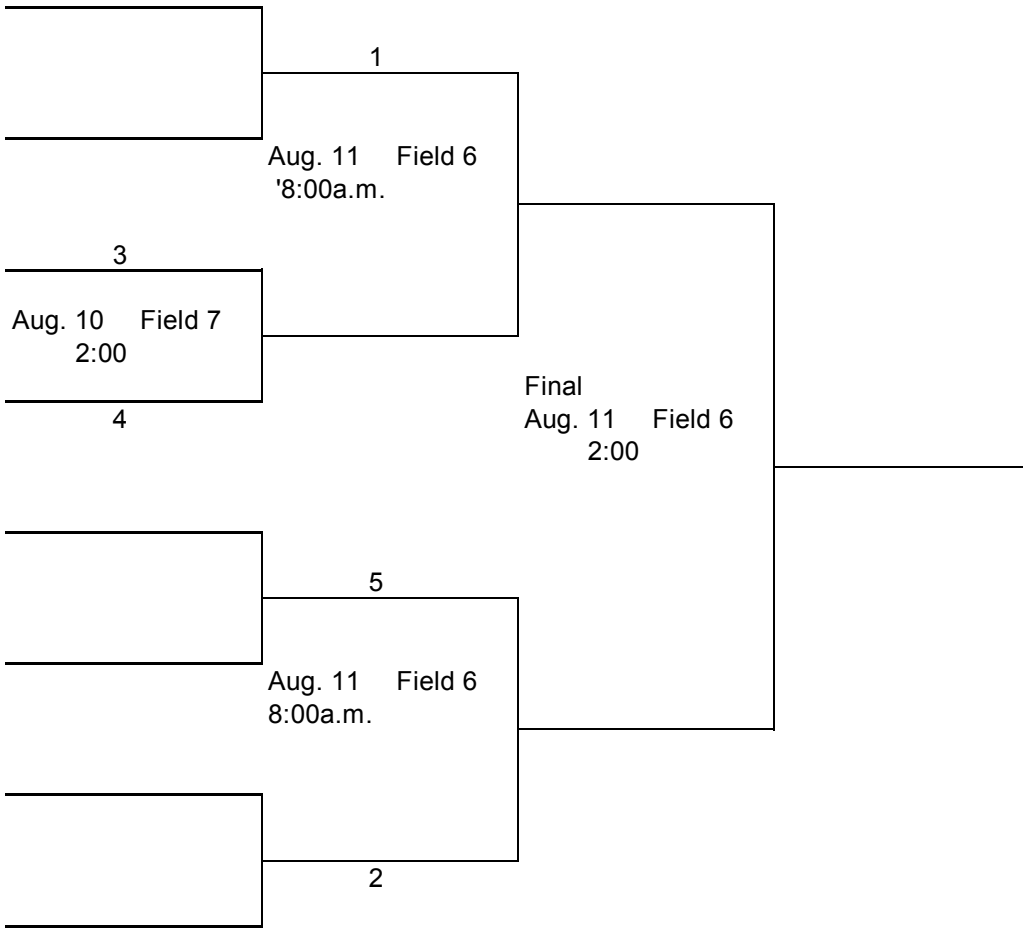 1
Aug. 11 Field 6
'8:00a.m.
3
Aug. 10 Field 7
2:00
4
Final
Aug. 11 Field 6
2:00
5
Aug. 11 Field 6
8:00a.m.
2